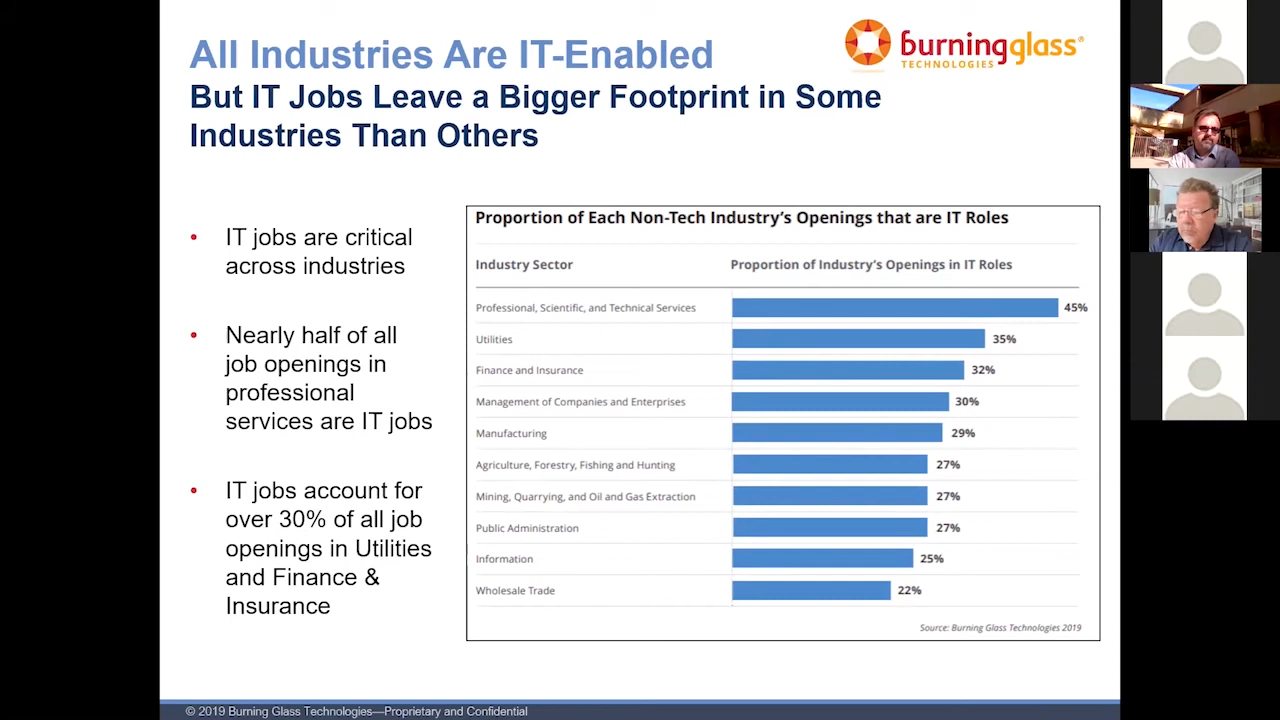 All Industries Are IT-Enabled
But IT Jobs Leave a Bigger Footprint in Some
Industries Than Others
burningglass®
TECHNOLOGIES
• IT jobs are critical
across industries
• Nearly half of all
job openings in
professional
services are IT jobs
• IT jobs account for
over 30% of all job
openings in Utilities
and Finance &
Insurance
Proportion of Each Non-Tech Industry's Openings that are IT Roles
Industry Sector Proportion of Industry's Openings in IT Roles
Professional, Scientific, and Technical Services 45%
Utilities 35%
Finance and Insurance 32%
Management of Companies and Enterprises 30%
Manufacturing 29%
Agriculture, Forestry, Fishing and Hunting 27%
Mining, Quarrying, and Oil and Gas Extraction 27%
Public Administration 27%
Information 25%
Wholesale Trade 22%
Source: Burning Glass Technologies 2019
© 2019 Burning Glass Technologies—Proprietary and Confidential